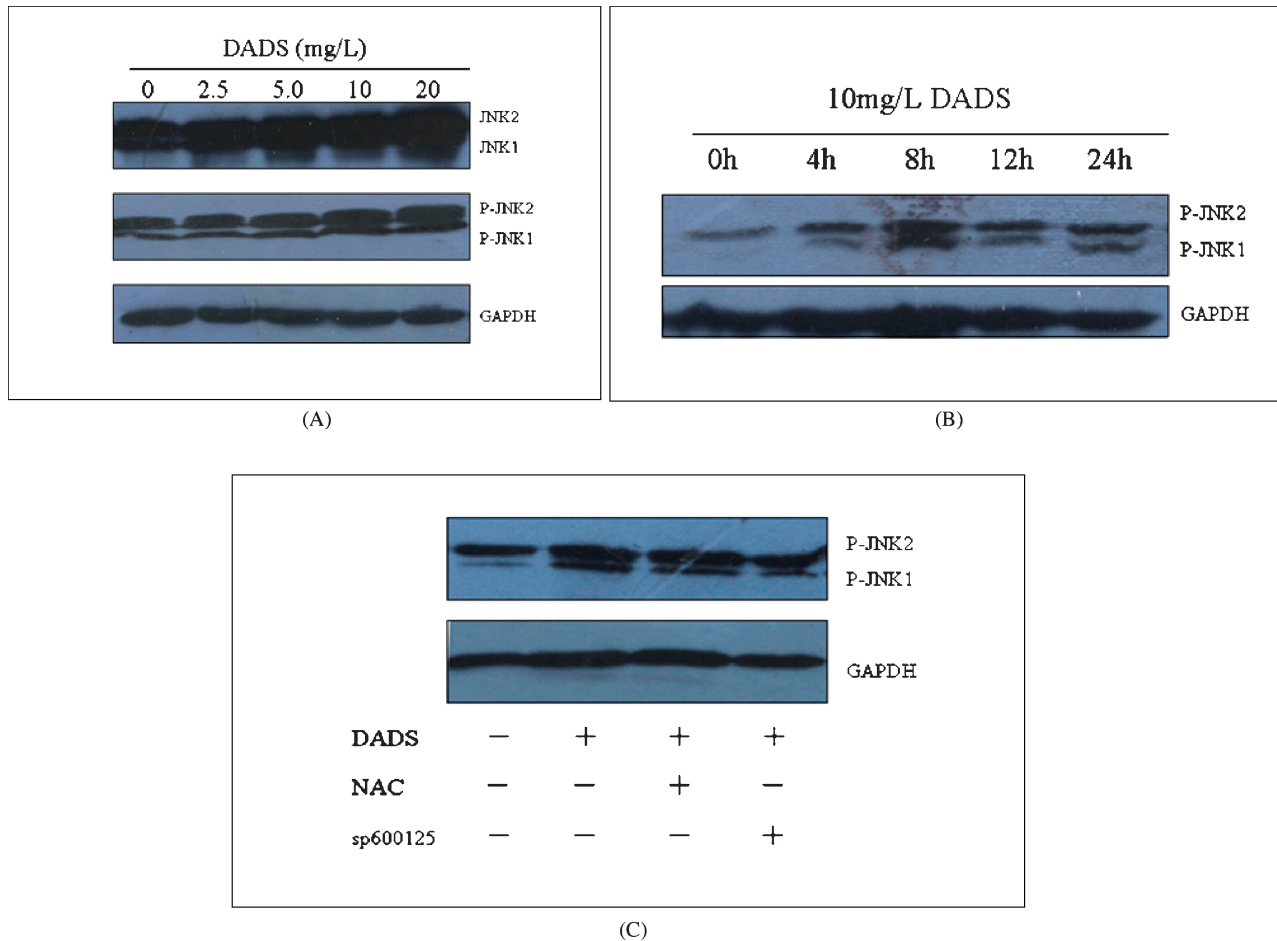 DADS (mg/L)
0 2.5 5.0 10 20
JNK2
JNK1
P-JNK2
P-JNK1
GAPDH
(A)
10mg/L DADS
0h 4h 8h 12h 24h
P-JNK2
P-JNK1
GAPDH
(B)
P-JNK2
P-JNK1
GAPDH
DADS − + + +
NAC − − + −
sp600125 − − − +
(C)